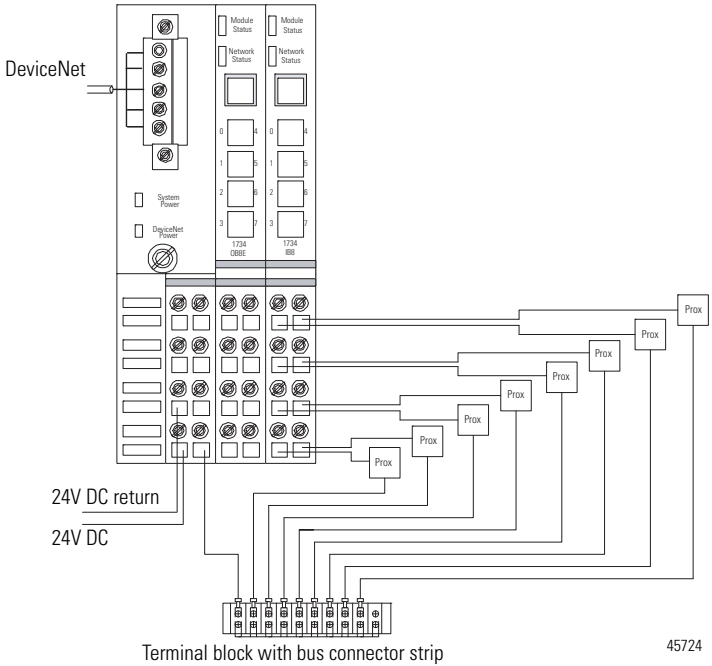 Module
Status
Module
Status
Network
Status
Network
Status
DeviceNet
0 4
0 4
1 5
1 5
2 6
2 6
3 7
3 7
System
Power
DeviceNet
Power
1734
OB8E
1734
IB8
Prox
Prox
Prox
Prox
Prox
Prox
Prox
Prox
24V DC return
24V DC
Terminal block with bus connector strip
45724